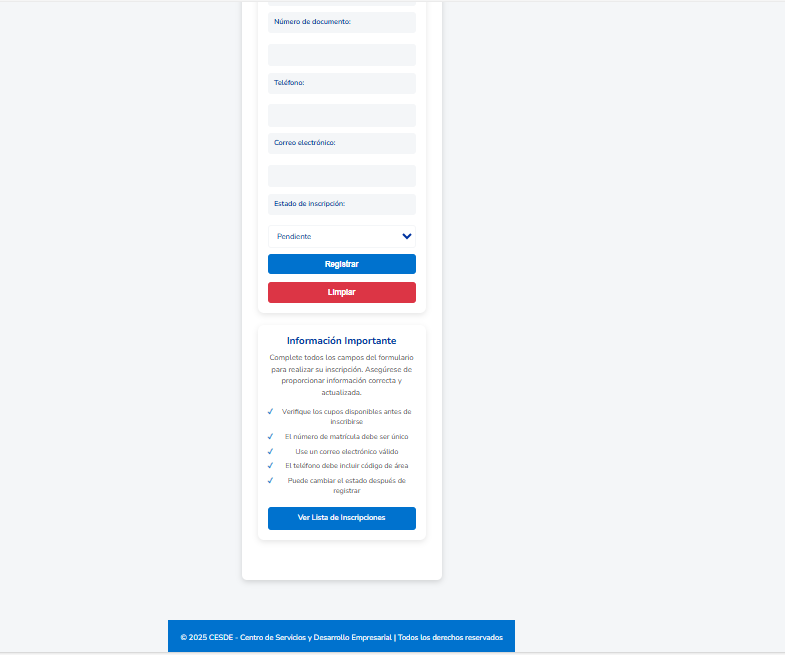 Número de documento:
Teléfono:
Correo electrónico:
Estado de inscripción:
Pendiente
Registrar
Limpiar
Información Importante
Complete todos los campos del formulario
para realizar su inscripción. Asegúrese de
proporcionar información correcta y
actualizada.
✓ Verifique los cupos disponibles antes de
inscribirse
✓ El número de matrícula debe ser único
✓ Use un correo electrónico válido
✓ El teléfono debe incluir código de área
✓ Puede cambiar el estado después de
registrar
Ver Lista de Inscripciones
© 2025 CESDE - Centro de Servicios y Desarrollo Empresarial | Todos los derechos reservados